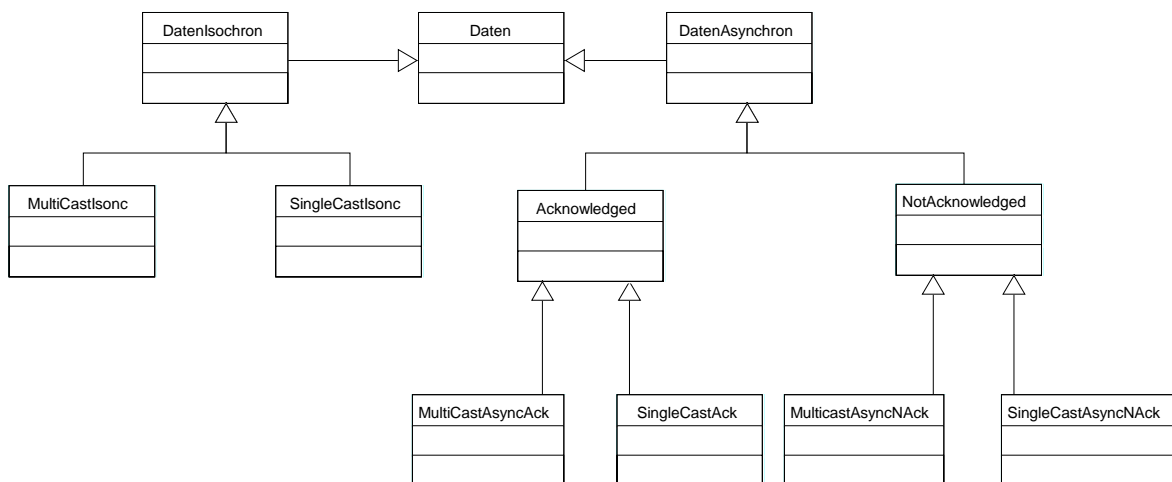 DatenIsochron
Daten
DatenAsynchron
MultiCastIsonc
SingleCastIsonc
Acknowledged
NotAcknowledged
MultiCastAsyncAck
SingleCastAck
MulticastAsyncNAck
SingleCastAsyncNAck